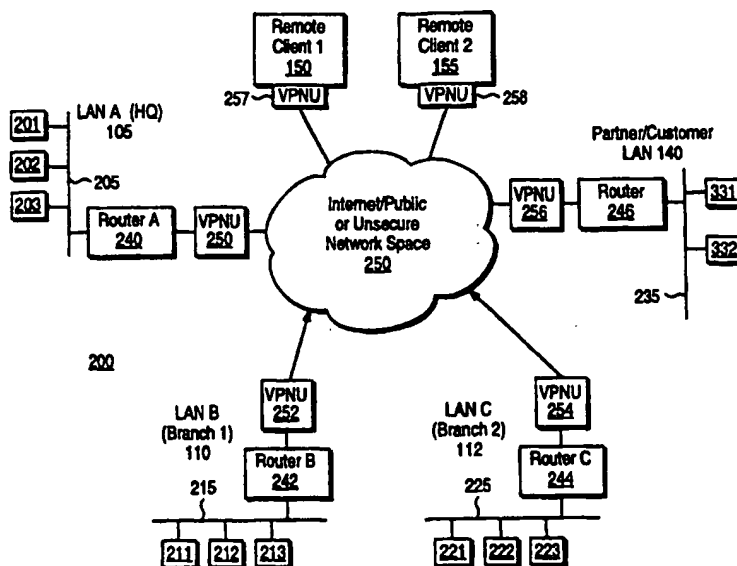 Remote
Client 1
150
VPNU
257
Remote
Client 2
155
VPNU
258
LAN A (HQ)
105
201
202
203
205
Router A
240
VPNU
250
Internet/Public
or Unsecure
Network Space
250
Partner/Customer
LAN 140
VPNU
256
Router
246
331
332
235
200
LAN B
(Branch 1)
110
VPNU
252
Router B
242
215
211
212
213
LAN C
(Branch 2)
112
VPNU
254
Router C
244
225
221
222
223